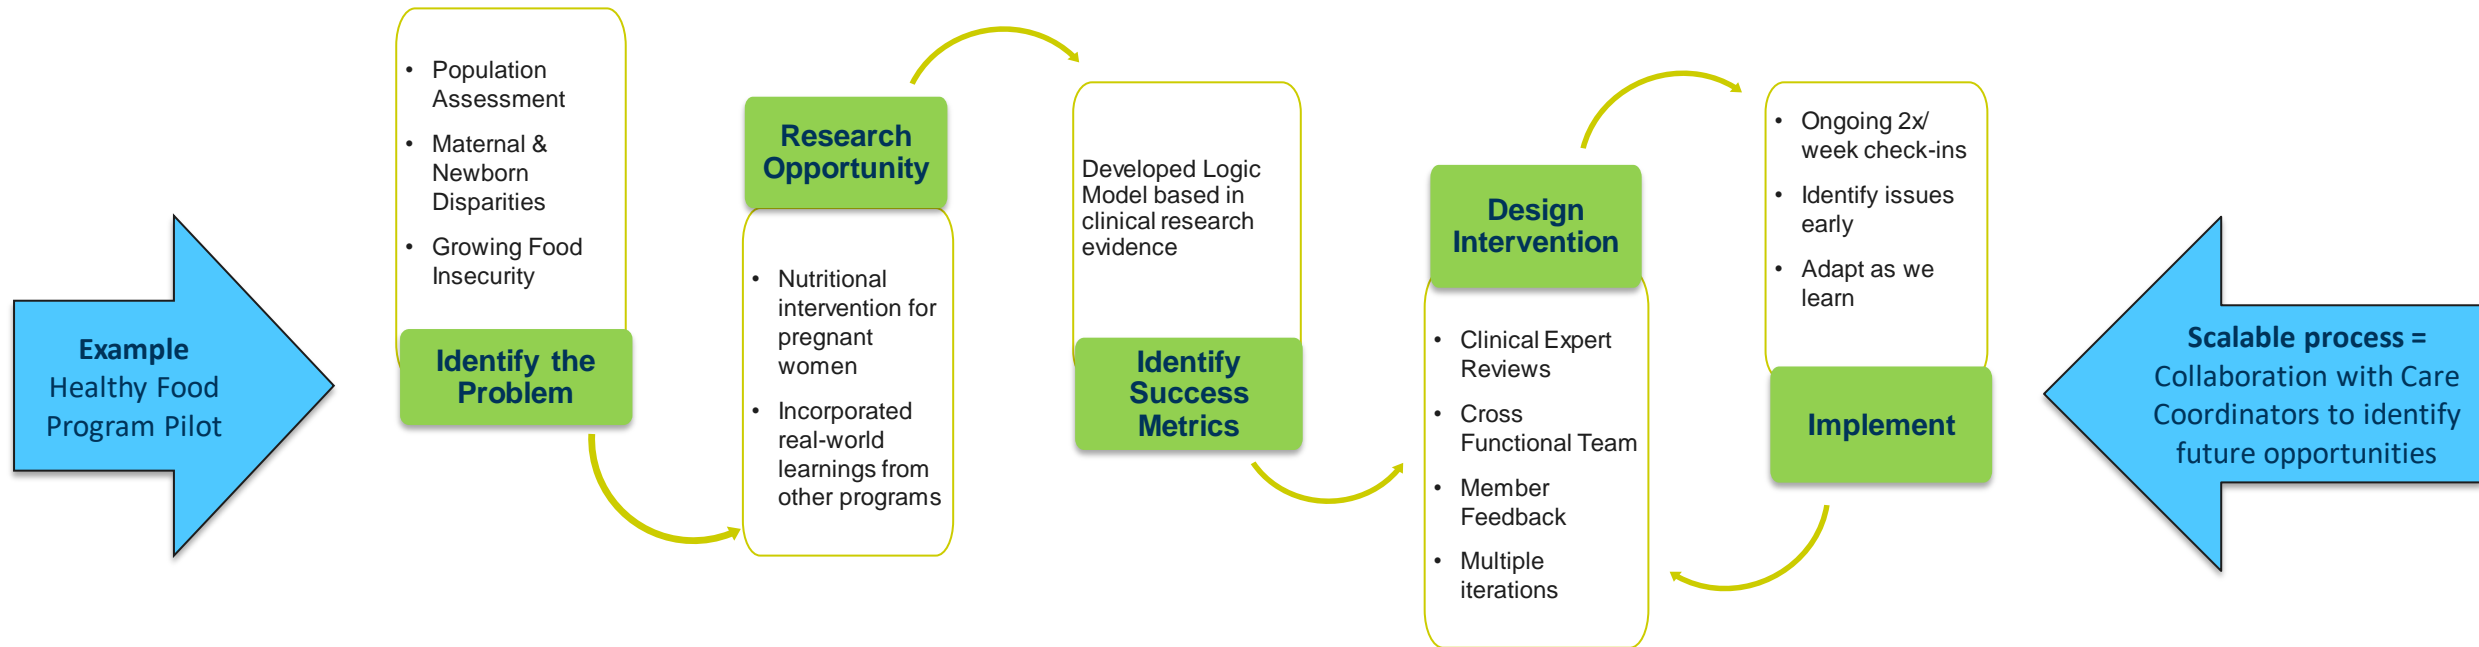 Example
Healthy Food
Program Pilot
• Population
Assessment
• Maternal &
Newborn
Disparities
• Growing Food
Insecurity
Identify the
Problem
Research
Opportunity
• Nutritional
intervention for
pregnant
women
• Incorporated
real-world
learnings from
other programs
Developed Logic
Model based in
clinical research
evidence
Identify
Success
Metrics
Design
Intervention
• Clinical Expert
Reviews
• Cross
Functional Team
• Member
Feedback
• Multiple
iterations
• Ongoing 2x/
week check-ins
• Identify issues
early
• Adapt as we
learn
Implement
Scalable process =
Collaboration with Care
Coordinators to identify
future opportunities